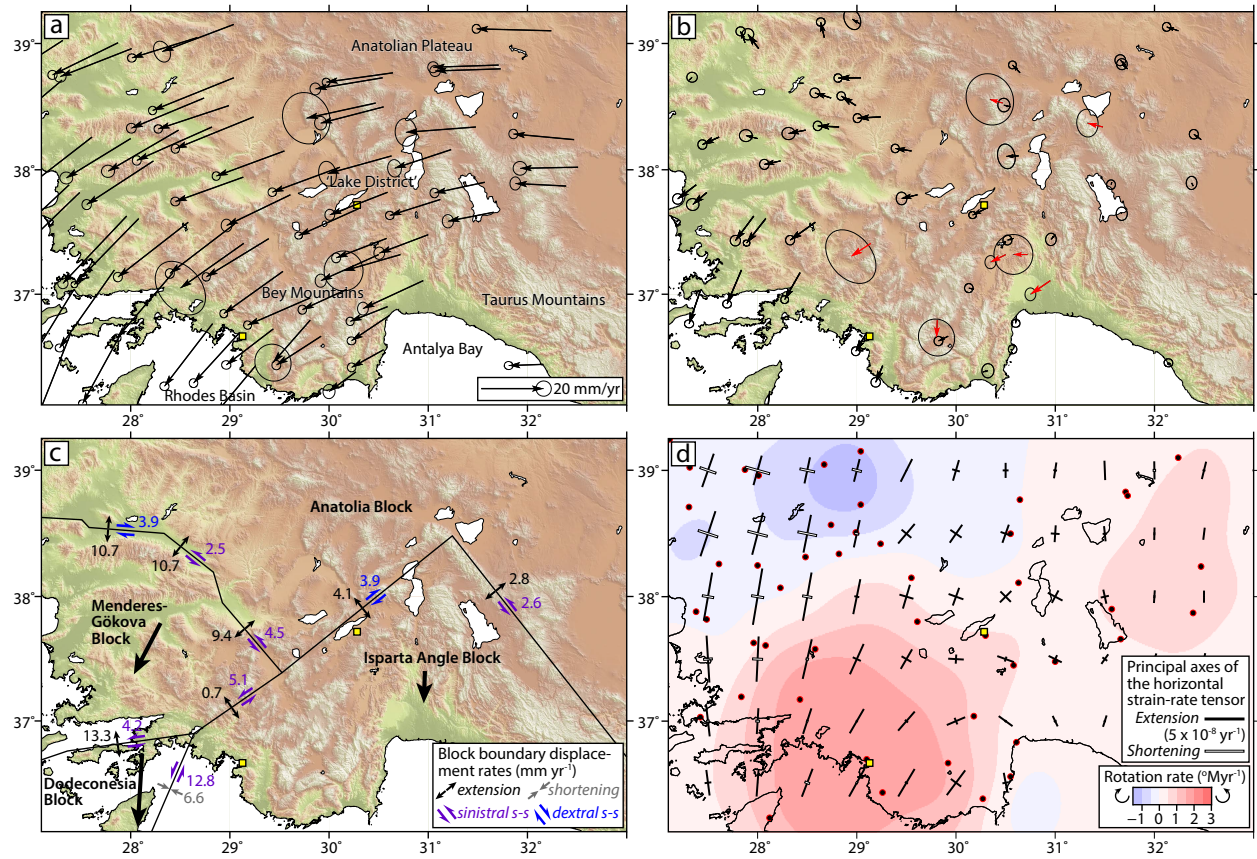 a
39˚
38˚
37˚
Anatolian Plateau
Lake District
Bey Mountains
Taurus Mountains
Antalya Bay
Rhodes Basin
20 mm/yr
28 29 30 31 32
b
39˚
38˚
37˚
28˚ 29˚ 30˚ 31˚ 32˚
c
39˚
38˚
37˚
Anatolia Block
3.9
10.7
2.5
10.7
Menderes-
Gökova
Block
9.4
4.5
3.9
4.1
2.8
2.6
Isparta Angle Block
5.1
0.7
4.2
13.3
Dodeconesia
Block
12.8
6.6
Block boundary displace-
ment rates (mm yr-1)
extension
shortening
sinistral s-s
dextral s-s
28˚ 29˚ 30˚ 31˚ 32˚
d
39˚
38˚
37˚
Principal axes of
the horizontal
strain-rate tensor
Extension
(5 x 10-8 yr-1)
Shortening
Rotation rate (ºMyr-1)
−1 0 1 2 3
28˚ 29˚ 30˚ 31˚ 32˚